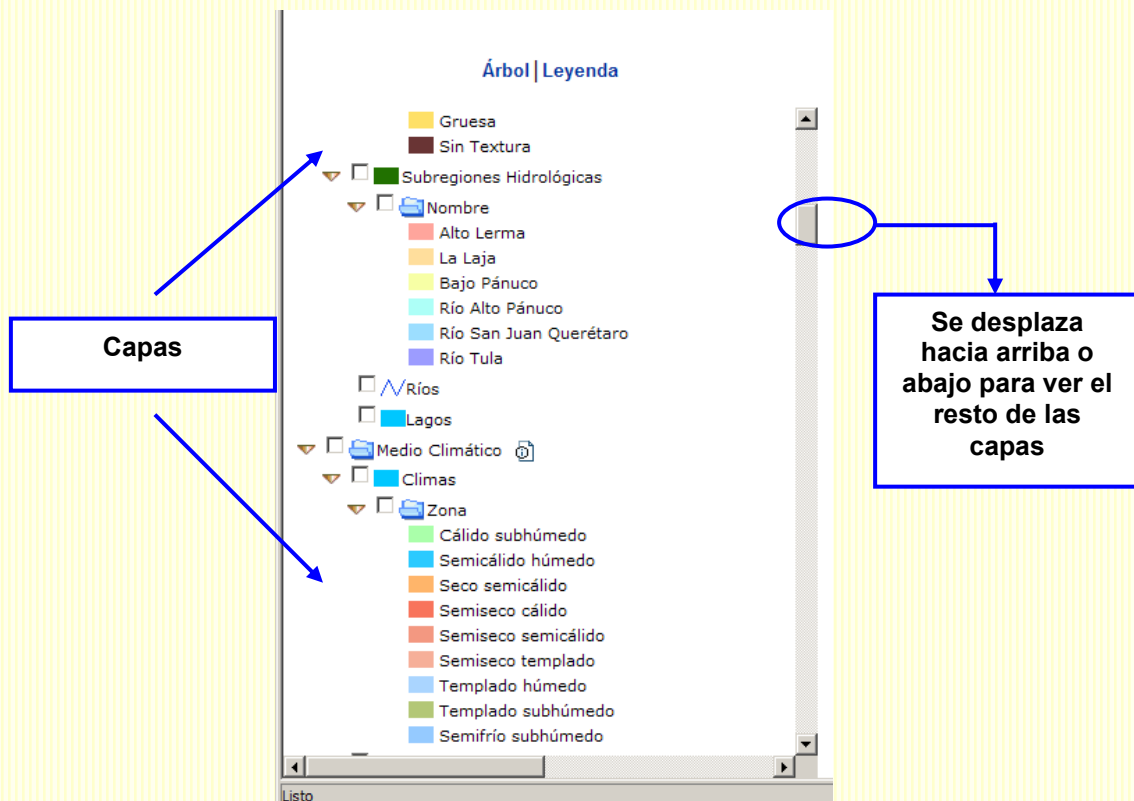 Árbol | Leyenda
Gruesa
Sin Textura
Subregiones Hidrológicas
Nombre
Alto Lerma
La Laja
Bajo Pánuco
Río Alto Pánuco
Río San Juan Querétaro
Río Tula
Ríos
Lagos
Medio Climático
Climas
Zona
Cálido subhúmedo
Semicálido húmedo
Seco semicálido
Semiseco cálido
Semiseco semicálido
Semiseco templado
Templado húmedo
Templado subhúmedo
Semifrío subhúmedo
Listo
Capas
Se desplaza
hacia arriba o
abajo para ver el
resto de las
capas